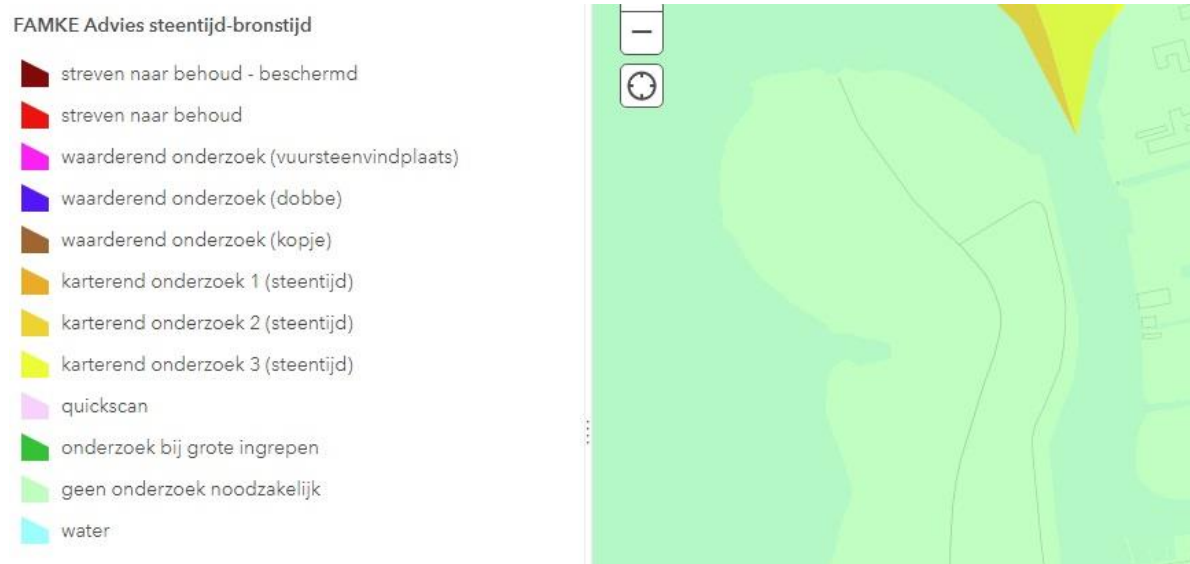 FAMKE Advies steentijd-bronstijd
streven naar behoud - beschermd
streven naar behoud
waarderend onderzoek (vuursteenvindplaats)
waarderend onderzoek (dobbe)
waarderend onderzoek (kopje)
karterend onderzoek 1 (steentijd)
karterend onderzoek 2 (steentijd)
karterend onderzoek 3 (steentijd)
quickscan
onderzoek bij grote ingrepen
geen onderzoek noodzakelijk
water